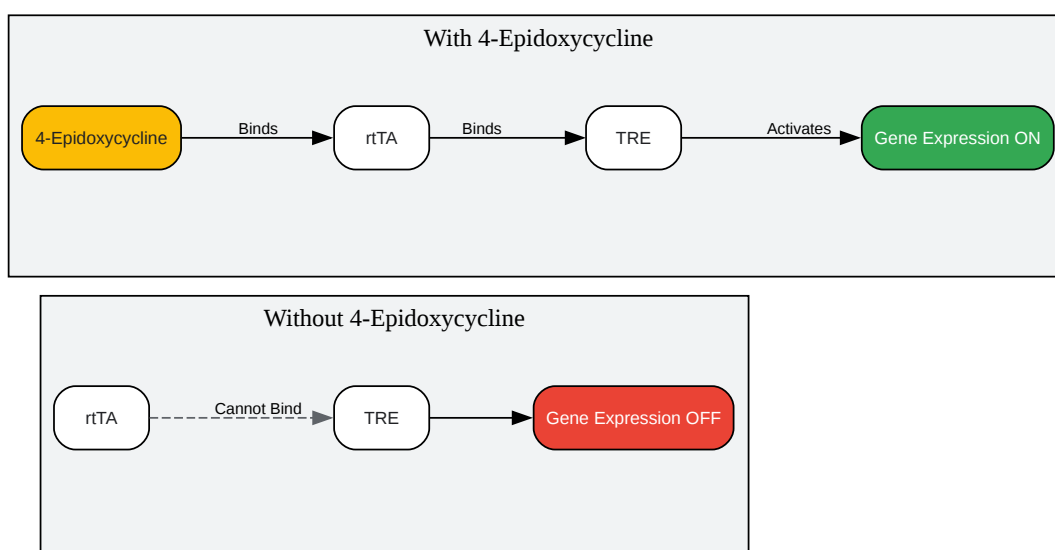 With 4-Epidoxycycline
4-Epidoxycycline
Binds
rtTA
Binds
TRE
Activates
Gene Expression ON
Without 4-Epidoxycycline
rtTA
Cannot Bind
TRE
Gene Expression OFF